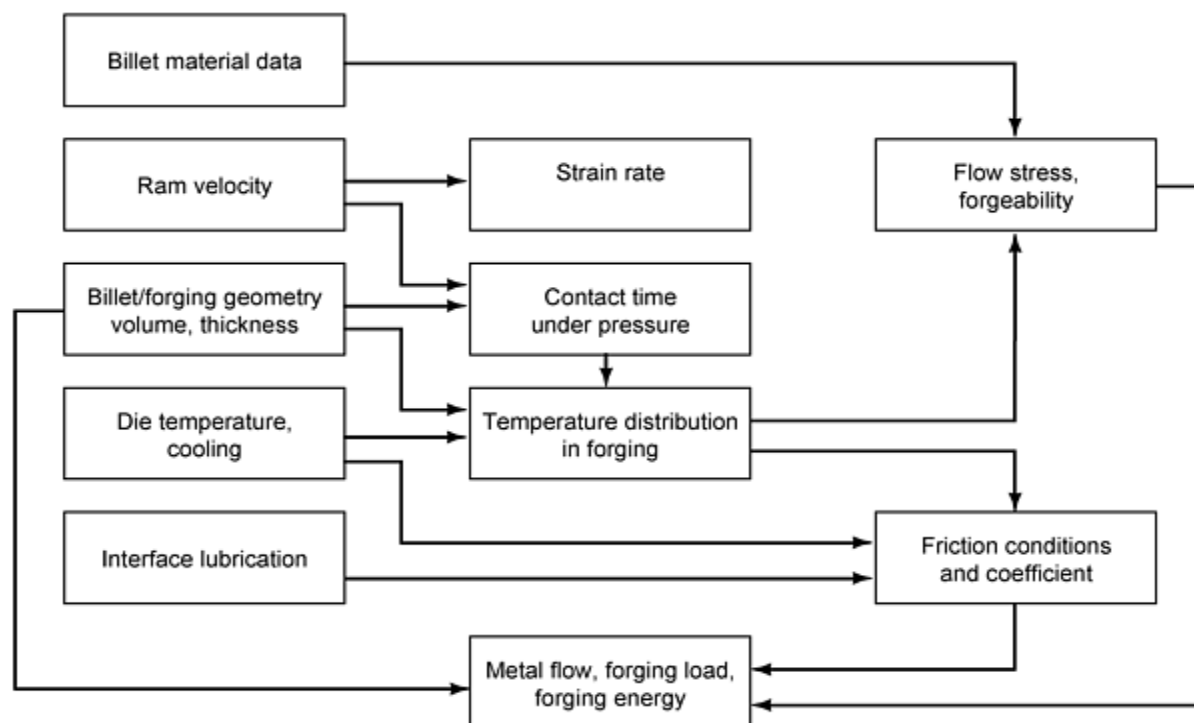 Billet material data
Ram velocity
Strain rate
Flow stress,
forgeability
Billet/forging geometry
volume, thickness
Contact time
under pressure
Die temperature,
cooling
Temperature distribution
in forging
Interface lubrication
Friction conditions
and coefficient
Metal flow, forging load,
forging energy